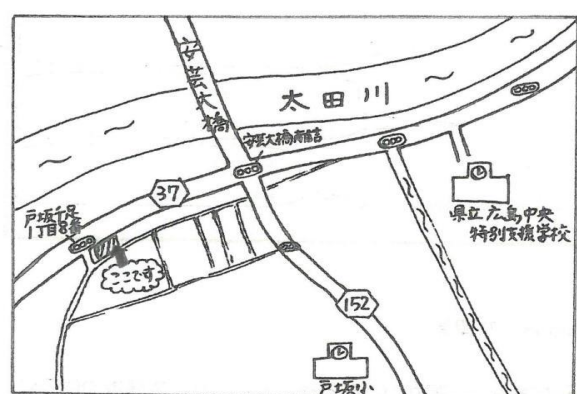 安芸大橋
太田川
安芸大橋南詰
37
戸坂千足
1丁目8番
ここです
県立広島中央
特別支援学校
152
戸坂小